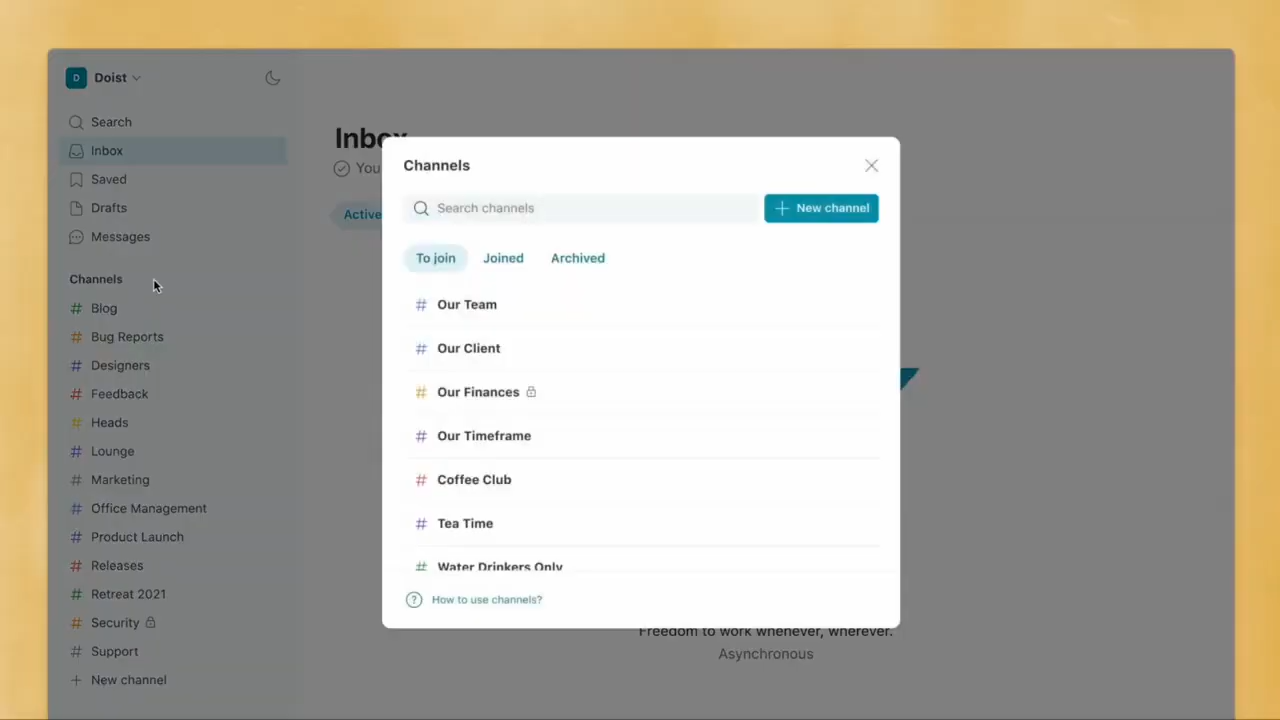 D Doist
Search
Inbox
Saved
Drafts
Messages
Channels
# Blog
# Bug Reports
# Designers
# Feedback
# Heads
# Lounge
# Marketing
# Office Management
# Product Launch
# Releases
# Retreat 2021
# Security
# Support
+ New channel
Inbox
You
Active
Channels
Search channels
+ New channel
To join Joined Archived
# Our Team
# Our Client
# Our Finances
# Our Timeframe
# Coffee Club
# Tea Time
# Water Drinkers Only
? How to use channels?
Freedom to work whenever, wherever.
Asynchronous